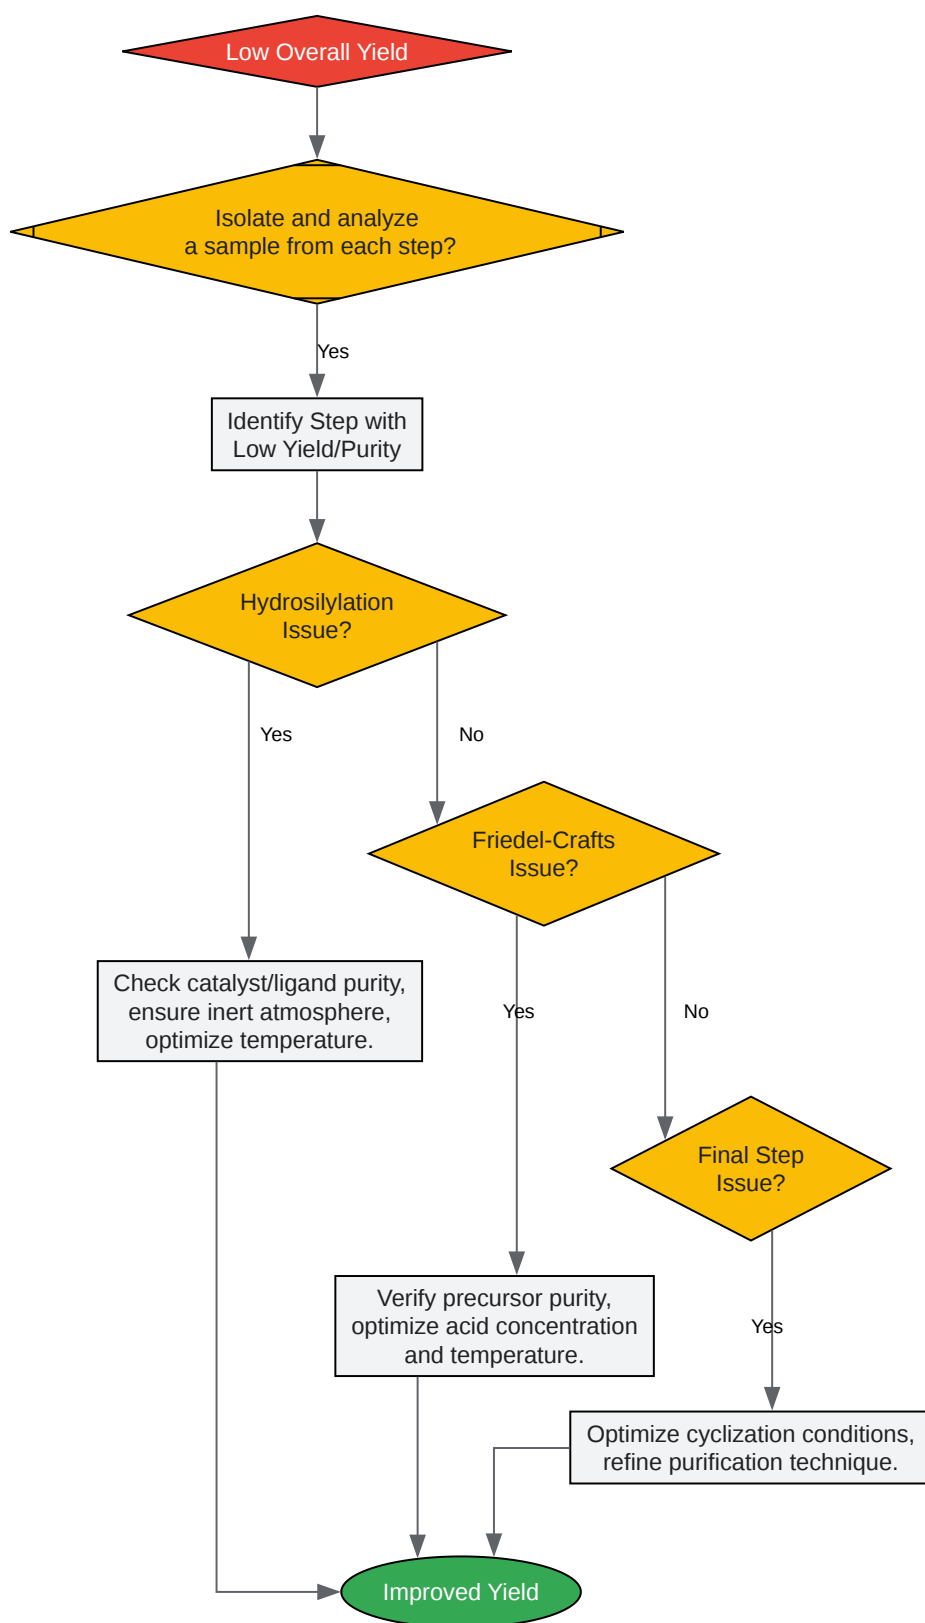 Low Overall Yield
Isolate and analyze
a sample from each step?
Yes
Identify Step with
Low Yield/Purity
Hydrosilylation
Issue?
Yes
No
Friedel-Crafts
Issue?
Check catalyst/ligand purity,
ensure inert atmosphere,
optimize temperature.
Yes
No
Final Step
Issue?
Verify precursor purity,
optimize acid concentration
and temperature.
Yes
Optimize cyclization conditions,
refine purification technique.
Improved Yield